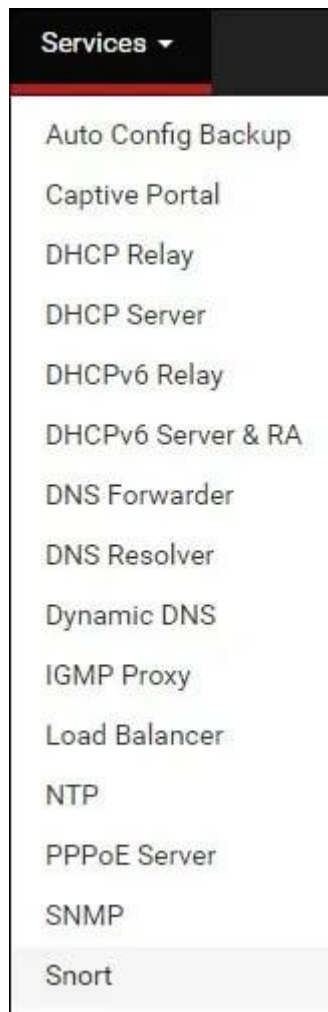 Services
Auto Config Backup
Captive Portal
DHCP Relay
DHCP Server
DHCPv6 Relay
DHCPv6 Server & RA
DNS Forwarder
DNS Resolver
Dynamic DNS
IGMP Proxy
Load Balancer
NTP
PPPoE Server
SNMP
Snort